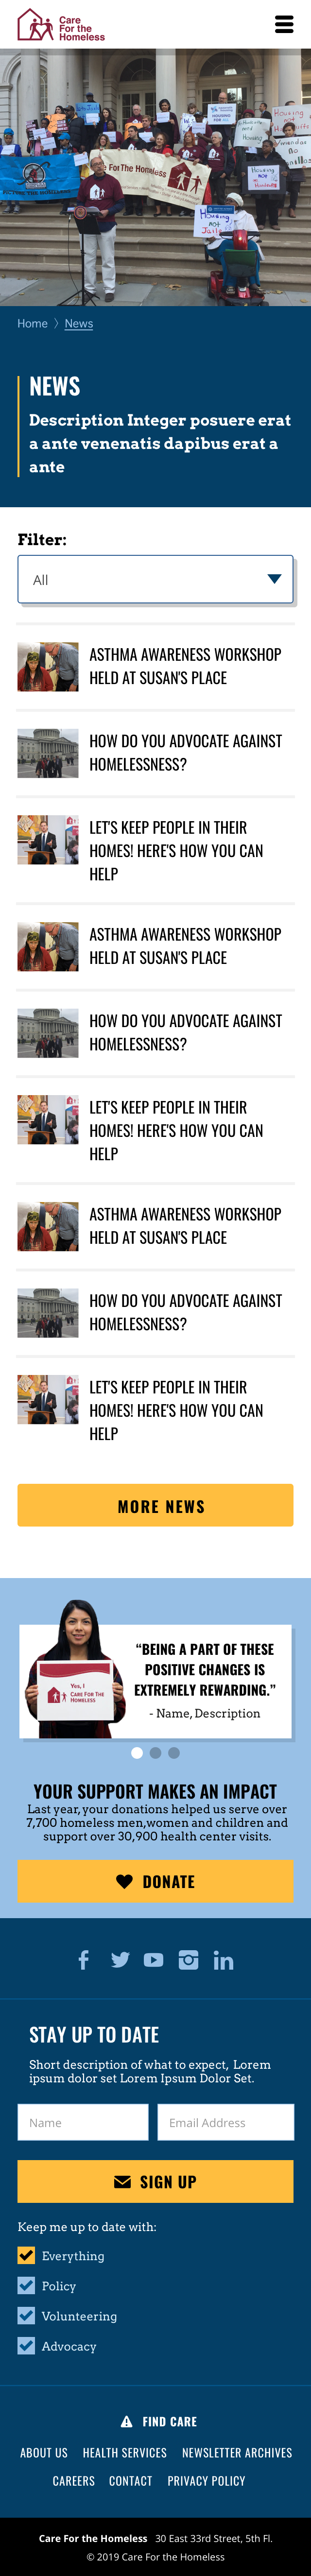 Care
For the
Homeless
Care For The Homeless
Housing
not
Jails
Housing
not
Home 〉 News
NEWS
Description Integer posuere erat
a ante venenatis dapibus erat a
ante
Filter:
All
ASTHMA AWARENESS WORKSHOP
HELD AT SUSAN'S PLACE
HOW DO YOU ADVOCATE AGAINST
HOMELESSNESS?
LET'S KEEP PEOPLE IN THEIR
HOMES! HERE'S HOW YOU CAN
HELP
ASTHMA AWARENESS WORKSHOP
HELD AT SUSAN'S PLACE
HOW DO YOU ADVOCATE AGAINST
HOMELESSNESS?
LET'S KEEP PEOPLE IN THEIR
HOMES! HERE'S HOW YOU CAN
HELP
ASTHMA AWARENESS WORKSHOP
HELD AT SUSAN'S PLACE
HOW DO YOU ADVOCATE AGAINST
HOMELESSNESS?
LET'S KEEP PEOPLE IN THEIR
HOMES! HERE'S HOW YOU CAN
HELP
MORE NEWS
Yes, I
CARE FOR THE
HOMELESS
“BEING A PART OF THESE
POSITIVE CHANGES IS
EXTREMELY REWARDING.”
- Name, Description
YOUR SUPPORT MAKES AN IMPACT
Last year, your donations helped us serve over
7,700 homeless men,women and children and
support over 30,900 health center visits.
DONATE
STAY UP TO DATE
Short description of what to expect, Lorem
ipsum dolor set Lorem Ipsum Dolor Set.
Name Email Address
SIGN UP
Keep me up to date with:
Everything
Policy
Volunteering
Advocacy
FIND CARE
ABOUT US HEALTH SERVICES NEWSLETTER ARCHIVES
CAREERS CONTACT PRIVACY POLICY
Care For the Homeless 30 East 33rd Street, 5th Fl.
© 2019 Care For the Homeless